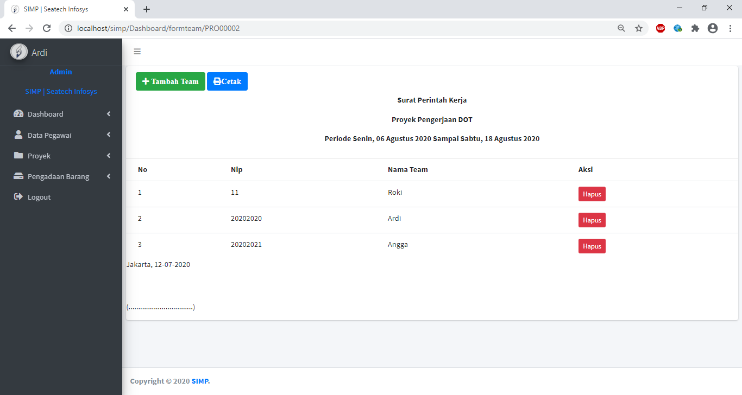 SIMP | Seatech Infosys
localhost/simp/Dashboard/formteam/PRO00002
Ardi
Admin
SIMP | Seatech Infosys
Dashboard
Data Pegawai
Proyek
Pengadaan Barang
Logout
Tambah Team Cetak
Surat Perintah Kerja
Proyek Pengerjaan DOT
Periode Senin, 06 Agustus 2020 Sampai Sabtu, 18 Agustus 2020
No Nip Nama Team Aksi
1 11 Roki Hapus
2 20202020 Ardi Hapus
3 20202021 Angga Hapus
Jakarta, 12-07-2020
(................................)
Copyright © 2020 SIMP.